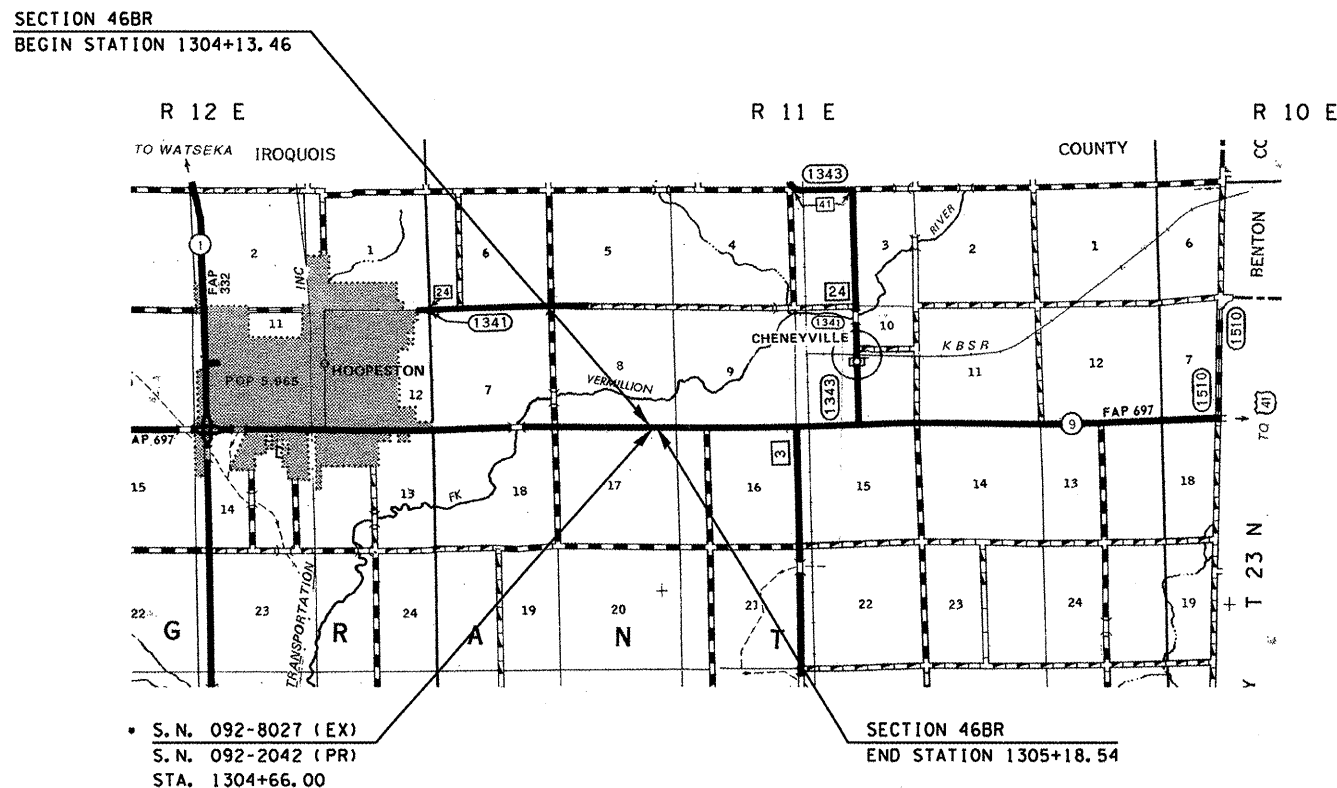 SECTION 46BR
BEGIN STATION 1304+13.46
R 12 E
R 11 E
R 10 E
TO WATSEKA
IROQUOIS
COUNTY
CO
1343
41
RIVER
BENTON
2
1
6
5
4
3
2
1
6
1
FAP 332
INC
24
1341
24
1341
10
CHENEYVILLE
KBSR
11
HOOPESTON
POP 5,965
12
7
8
9
VERMILLION
11
12
7
1510
1510
1343
AP 697
FAP 697
9
TO 41
3
15
14
13
FK
18
17
16
15
14
13
18
T 23 N
TRANSPORTATION
22
23
24
19
20
21
22
23
24
19
G R A N T
Y
* S.N. 092-8027 (EX)
S.N. 092-2042 (PR)
STA. 1304+66.00
SECTION 46BR
END STATION 1305+18.54